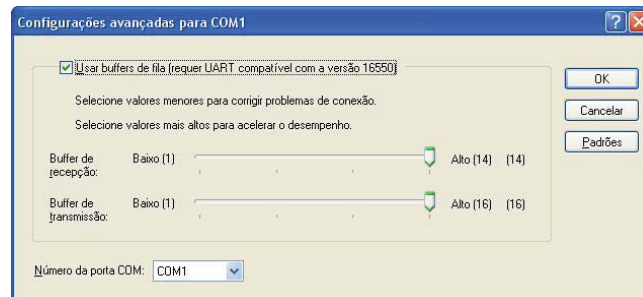 Configurações avançadas para COM1
Usar buffers de fila (requer UART compatível com a versão 16550)
OK
Selecione valores menores para corrigir problemas de conexão.
Cancelar
Selecione valores mais altos para acelerar o desempenho.
Padrões
Buffer de recepção: Baixo (1) Alto (14) (14)
Buffer de transmissão: Baixo (1) Alto (16) (16)
Número da porta COM: COM1